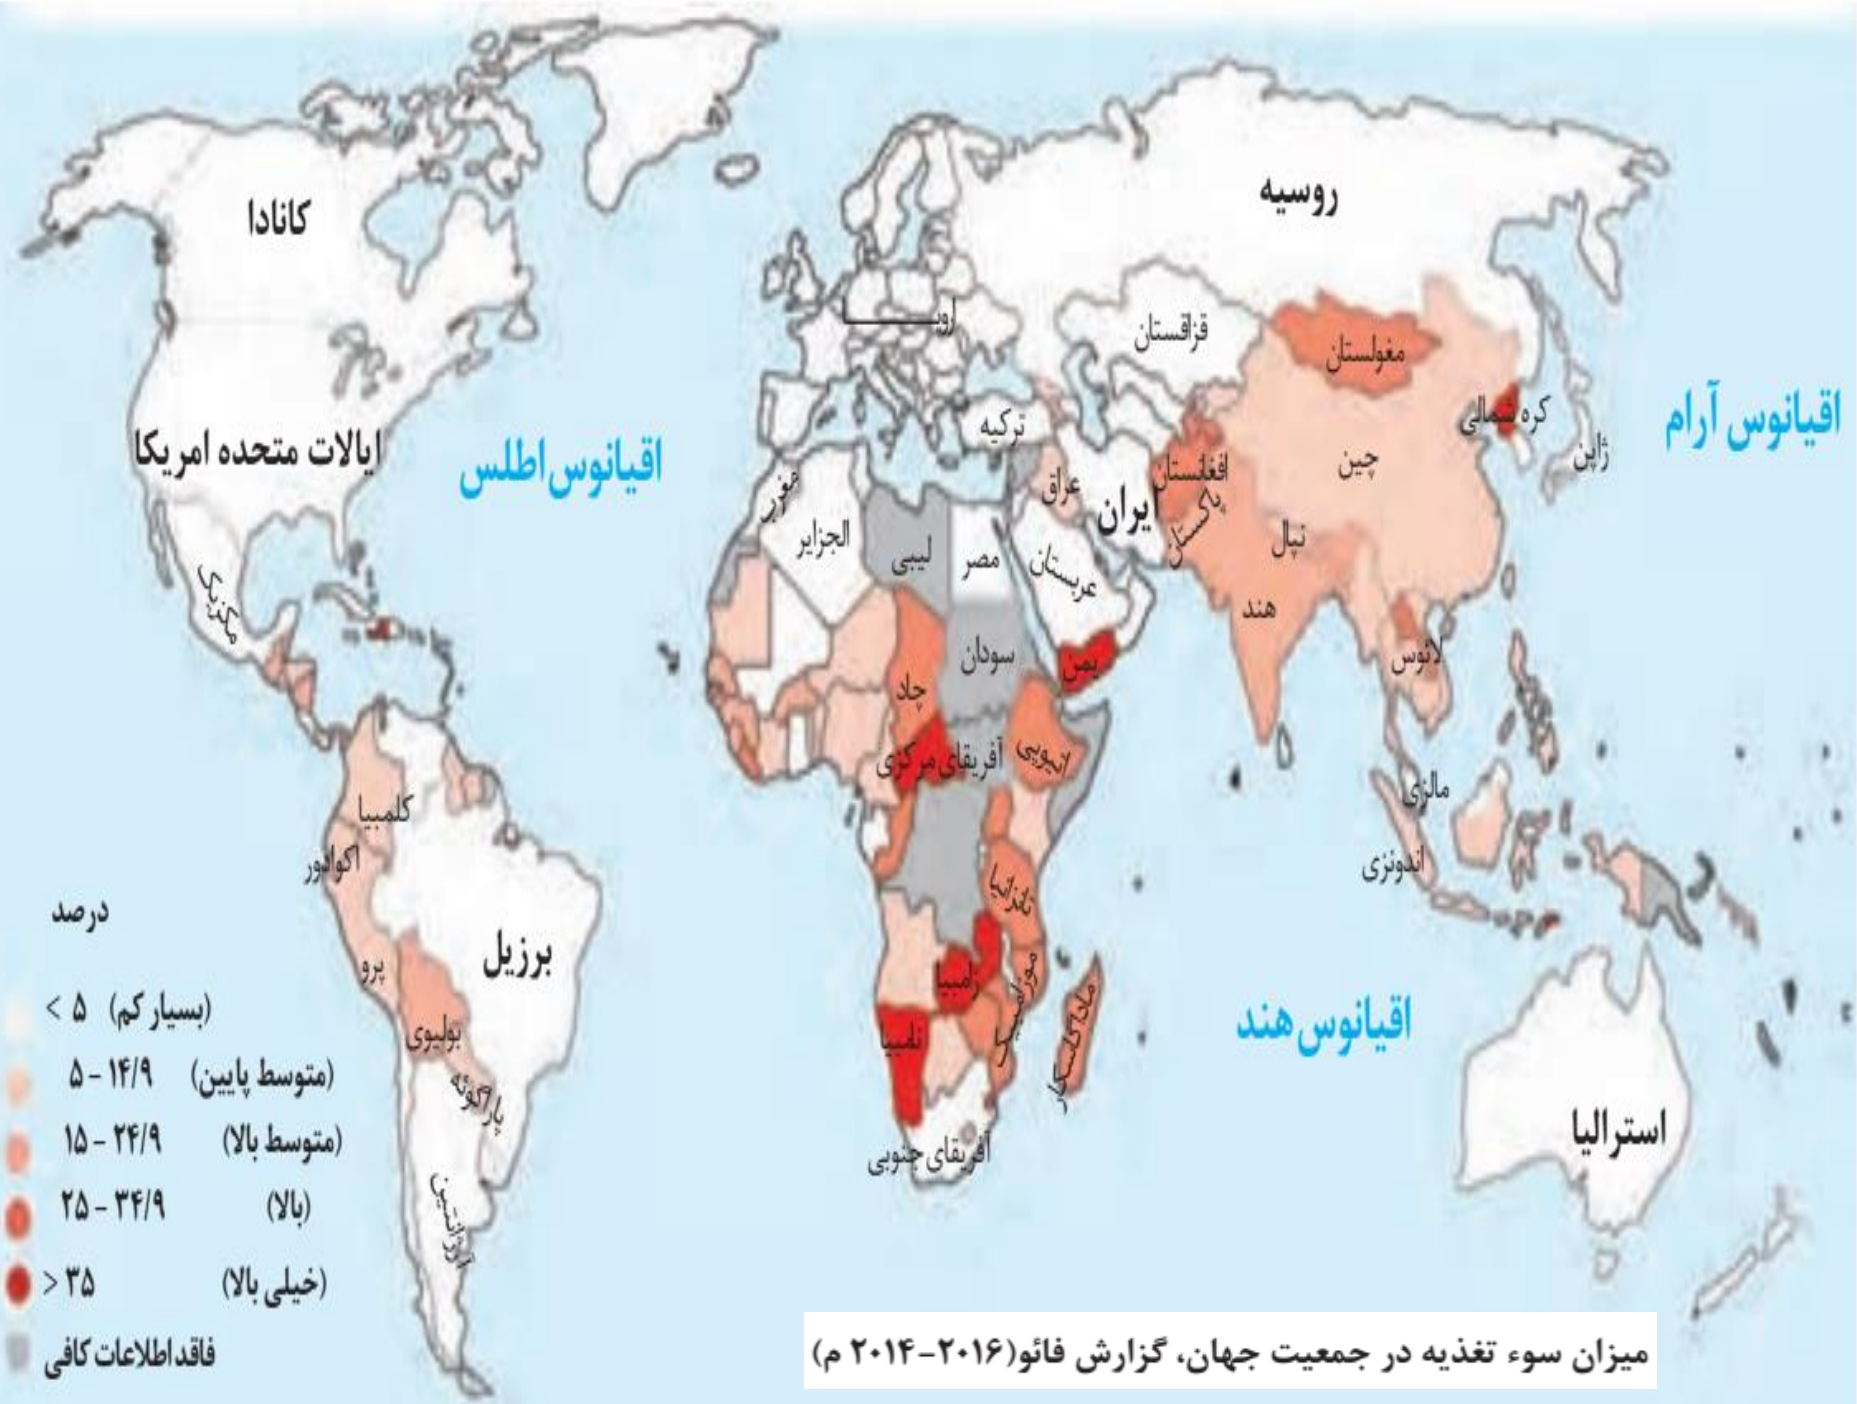 کانادا
روسیه
اروپا
قزاقستان
مغولستان
ایالات متحده امریکا
اقیانوس اطلس
ترکیه
کره شمالی
ژاپن
اقیانوس آرام
چین
افغانستان
پاکستان
عراق
ایران
مغرب
الجزایر
لیبی
مصر
عربستان
نپال
هند
مکزیک
سودان
یمن
لائوس
چاد
آفریقای مرکزی
اتیوپی
مالزی
اندونزی
کلمبیا
اکوادور
تانزانیا
برزیل
پرو
زامبیا
موزامبیک
ماداگاسکار
نامیبیا
بولیوی
پاراگوئه
اقیانوس هند
استرالیا
آفریقای جنوبی
آرژانتین
درصد
< ۵ (بسیار کم)
۵ – ۱۴/۹ (متوسط پایین)
۱۵ – ۲۴/۹ (متوسط بالا)
۲۵ – ۳۴/۹ (بالا)
> ۳۵ (خیلی بالا)
فاقد اطلاعات کافی
میزان سوء تغذیه در جمعیت جهان، گزارش فائو(۲۰۱۶-۲۰۱۴ م)